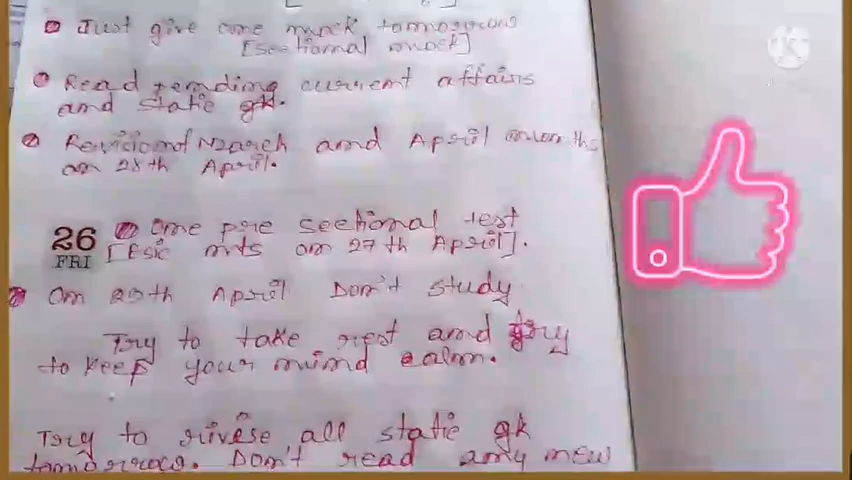 Just give one mock tomorrow
[sectional mock]
Read pending current affairs
and static gk.
Revision of March and April months
on 28th April.
26 One pre sectional test
FRI [Esic mts on 27th April].
On 29th April Don't study
Try to take rest and try
to keep your mind calm.
Try to rivise all static gk
tomorrow. Don't read any new
K